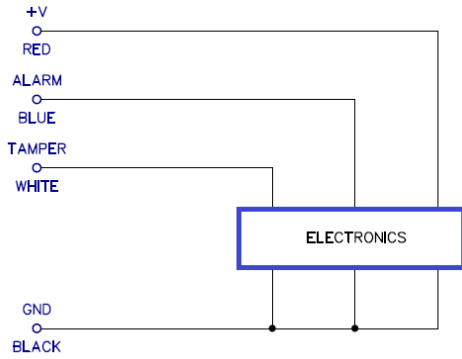 +V
RED
ALARM
BLUE
TAMPER
WHITE
ELECTRONICS
GND
BLACK